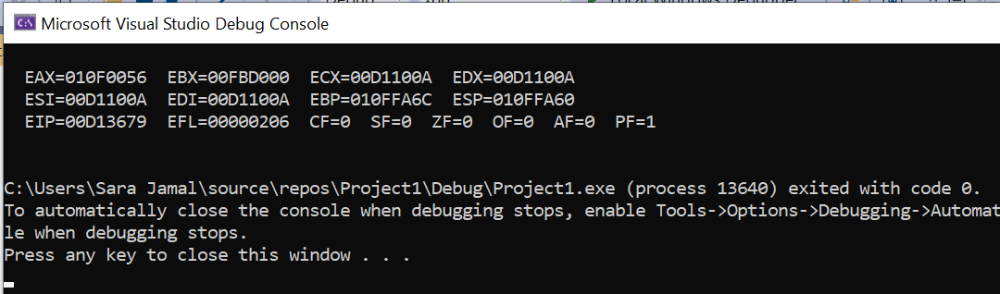 Microsoft Visual Studio Debug Console
EAX=010F0056  EBX=00FBD000  ECX=00D1100A  EDX=00D1100A
ESI=00D1100A  EDI=00D1100A  EBP=010FFA6C  ESP=010FFA60
EIP=00D13679  EFL=00000206  CF=0  SF=0  ZF=0  OF=0  AF=0  PF=1
C:\Users\Sara Jamal\source\repos\Project1\Debug\Project1.exe (process 13640) exited with code 0.
To automatically close the console when debugging stops, enable Tools->Options->Debugging->Automat
le when debugging stops.
Press any key to close this window . . .